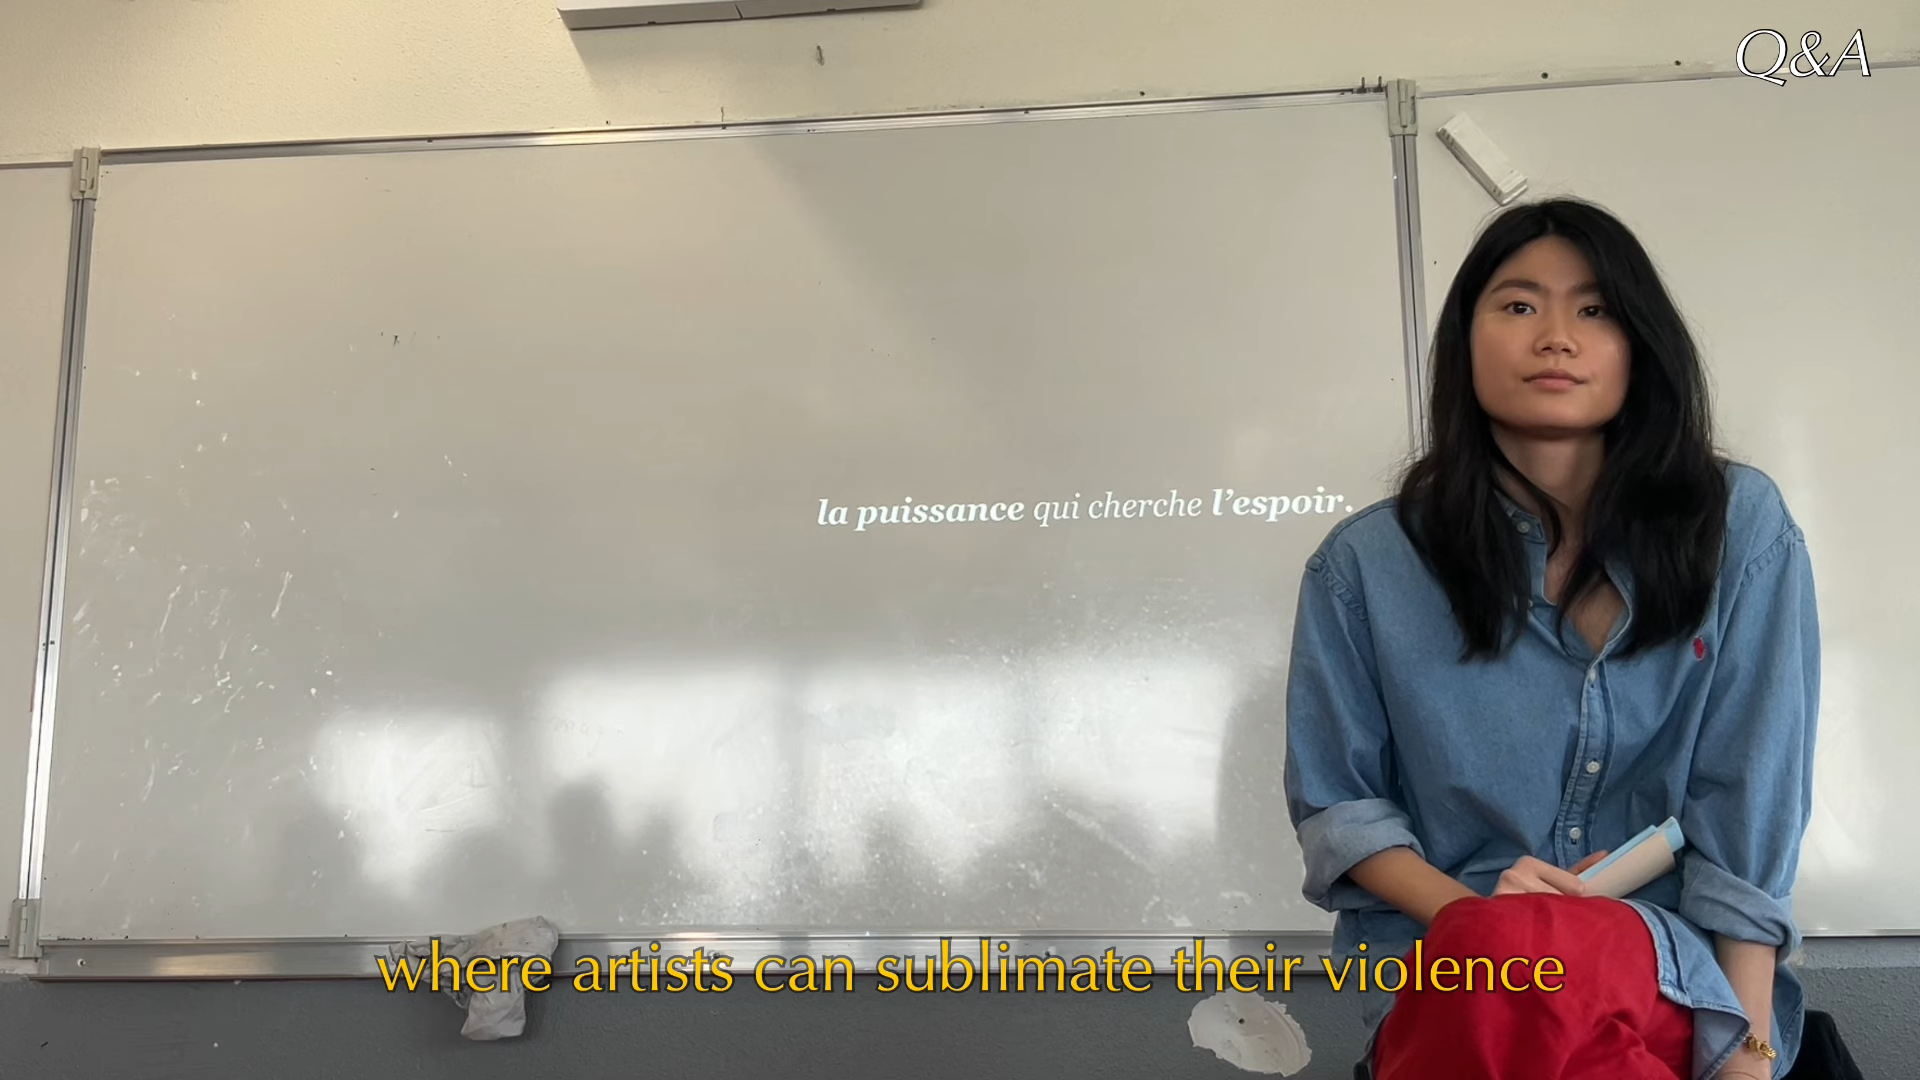 Q&A
la puissance qui cherche l’espoir.
where artists can sublimate their violence